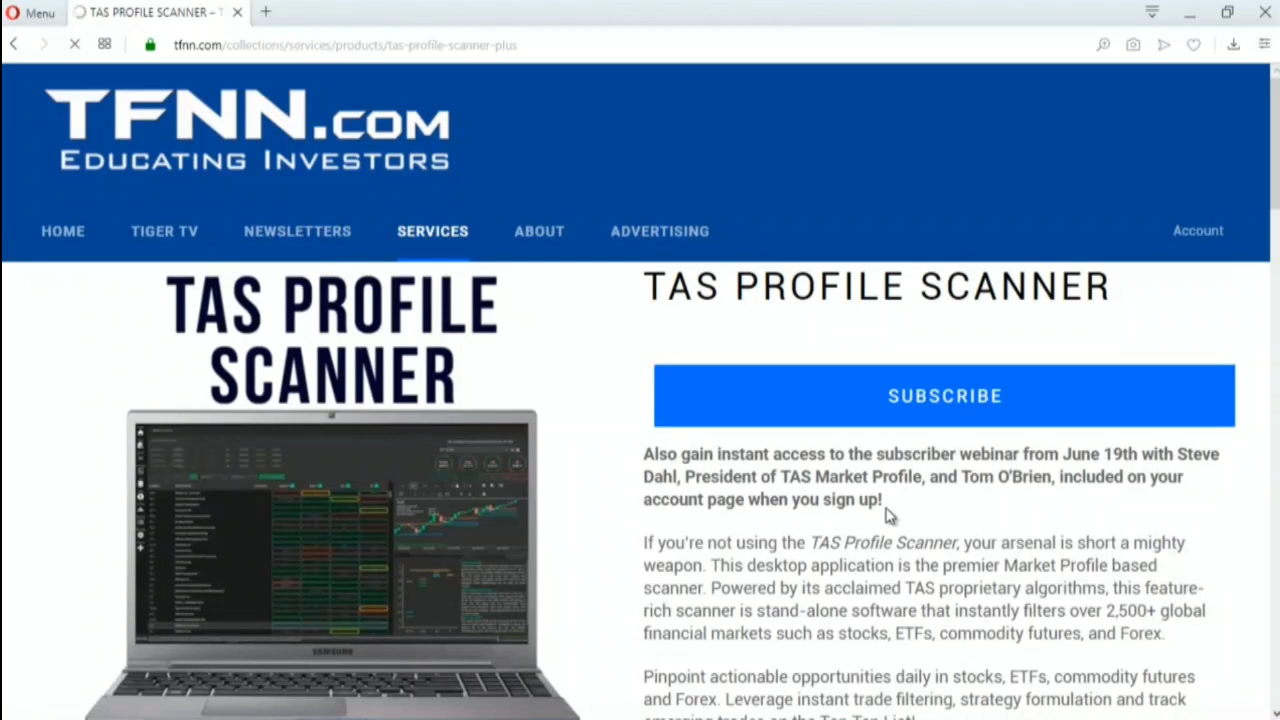 Menu
TAS PROFILE SCANNER – T
tfnn.com/collections/services/products/tas-profile-scanner-plus
TFNN.COM
EDUCATING INVESTORS
HOME
TIGER TV
NEWSLETTERS
SERVICES
ABOUT
ADVERTISING
Account
TAS PROFILE
SCANNER
SAMSUNG
TAS PROFILE SCANNER
SUBSCRIBE
Also gain instant access to the subscriber webinar from June 19th with Steve
Dahl, President of TAS Market Profile, and Tom O'Brien, included on your
account page when you sign up!
If you're not using the TAS Profile Scanner, your arsenal is short a mighty
weapon. This desktop application is the premier Market Profile based
scanner. Powered by its acclaimed TAS proprietary algorithms, this feature-
rich scanner is stand-alone software that instantly filters over 2,500+ global
financial markets such as stocks, ETFs, commodity futures, and Forex.
Pinpoint actionable opportunities daily in stocks, ETFs, commodity futures
and Forex. Leverage instant trade filtering, strategy formulation and track
emerging trades on the Top Ten List!